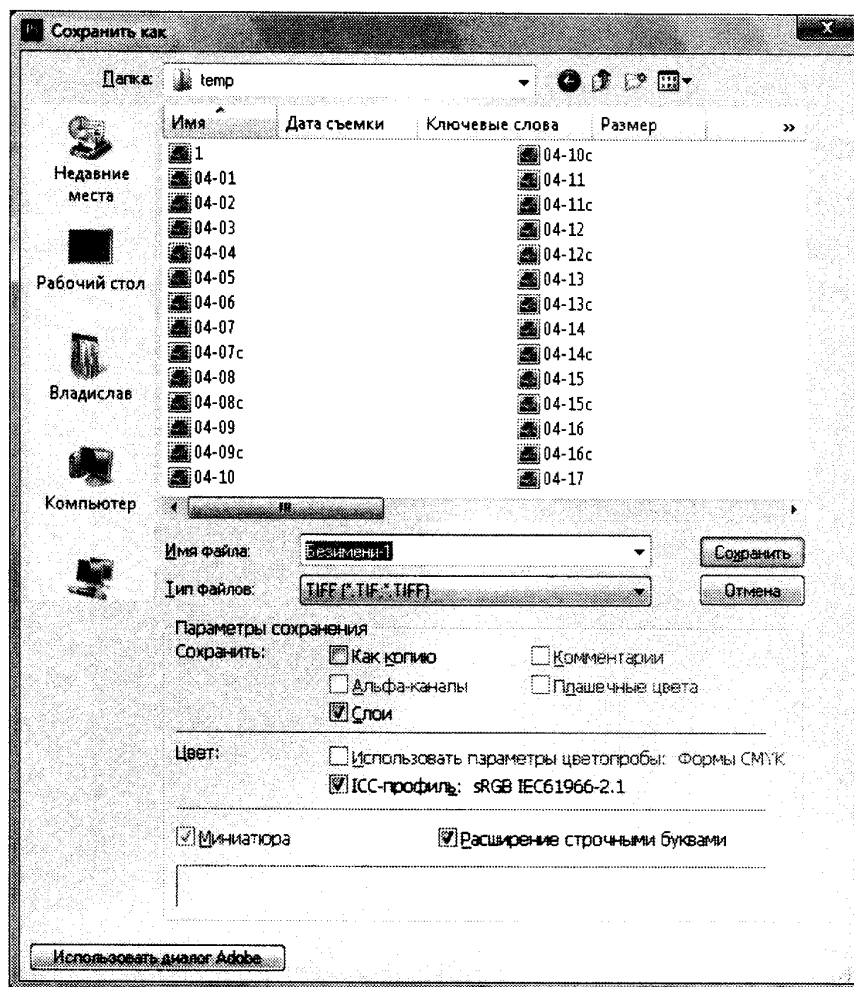 Сохранить как
Папка: temp
Имя Дата съемки Ключевые слова Размер »
1
04-01
04-02
04-03
04-04
04-05
04-06
04-07
04-07c
04-08
04-08c
04-09
04-09c
04-10
04-10c
04-11
04-11c
04-12
04-12c
04-13
04-13c
04-14
04-14c
04-15
04-15c
04-16
04-16c
04-17
Недавние
места
Рабочий стол
Владислав
Компьютер
Имя файла: Безимени-1 Сохранить
Тип файлов: TIFF (*.TIF;*.TIFF) Отмена
Параметры сохранения
Сохранить: Как копию Комментарии
Альфа-каналы Плашечные цвета
Слои
Цвет: Использовать параметры цветопробы: Формы CMYK
ICC-профиль: sRGB IEC61966-2.1
Миниатюра Расширение строчными буквами
Использовать диалог Adobe